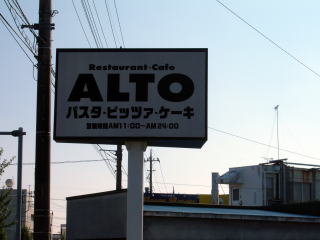 Restaurant・Cafe
ALTO
パスタ・ピッツァ・ケーキ
営業時間AM11:00〜AM24:00